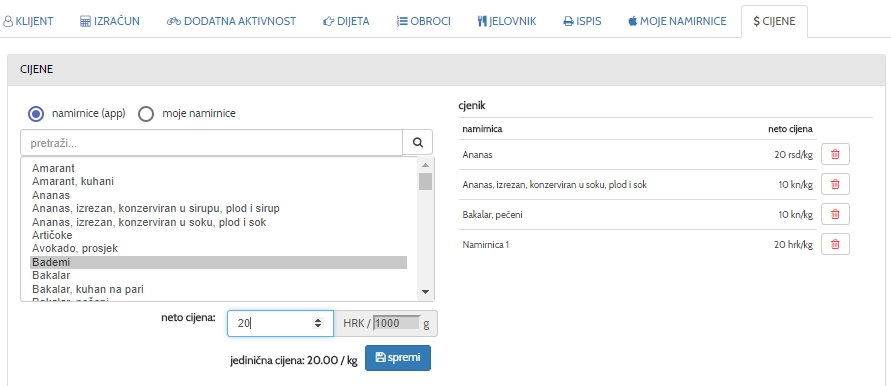 KLIJENT IZRAČUN DODATNA AKTIVNOST DIJETA OBROCI JELOVNIK ISPIS MOJE NAMIRNICE $ CIJENE
CIJENE
namirnice (app) moje namirnice
pretraži...
Amarant
Amarant, kuhani
Ananas
Ananas, izrezan, konzerviran u sirupu, plod i sirup
Ananas, izrezan, konzerviran u soku, plod i sok
Artičoke
Avokado, prosjek
Bademi
Bakalar
Bakalar, kuhan na pari
Bakalar, pečeni
neto cijena: 20 HRK / 1000 g
jedinična cijena: 20.00 / kg spremi
cjenik
namirnica neto cijena
Ananas 20 rsd/kg
Ananas, izrezan, konzerviran u soku, plod i sok 10 kn/kg
Bakalar, pečeni 10 kn/kg
Namirnica 1 20 hrk/kg